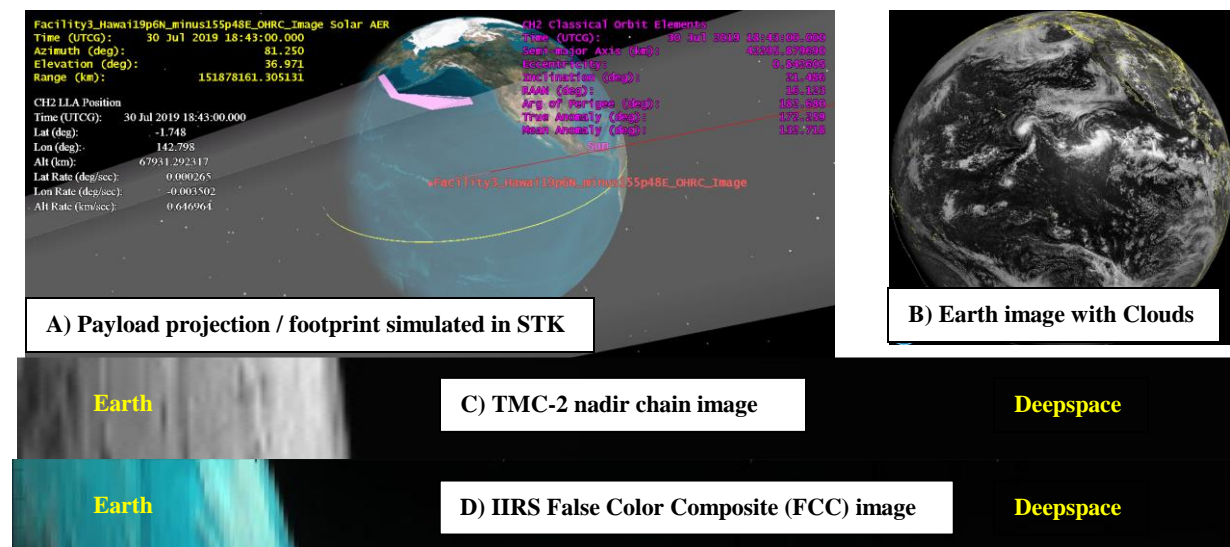 Facility3_Hawai19p6N_minus155p48E_OHRC_Image Solar AER
Time (UTCG): 30 Jul 2019 18:43:00.000
Azimuth (deg): 81.250
Elevation (deg): 36.971
Range (km): 151878161.305131
CH2 LLA Position
Time (UTCG): 30 Jul 2019 18:43:00.000
Lat (deg): -1.748
Lon (deg): 142.798
Alt (km): 67931.292317
Lat Rate (deg/sec): 0.000265
Lon Rate (deg/sec): -0.003502
Alt Rate (km/sec): 0.646964
CH2 Classical Orbit Elements
Time (UTCG): 30 Jul 2019 18:43:00.000
Semi-major Axis (km):
Eccentricity:
Inclination (deg):
RAAN (deg):
Arg of Perigee (deg):
True Anomaly (deg):
Mean Anomaly (deg):
Sun
Facility3_Hawai19p6N_minus155p48E_OHRC_Image
A) Payload projection / footprint simulated in STK
B) Earth image with Clouds
Earth
C) TMC-2 nadir chain image
Deepspace
Earth
D) IIRS False Color Composite (FCC) image
Deepspace